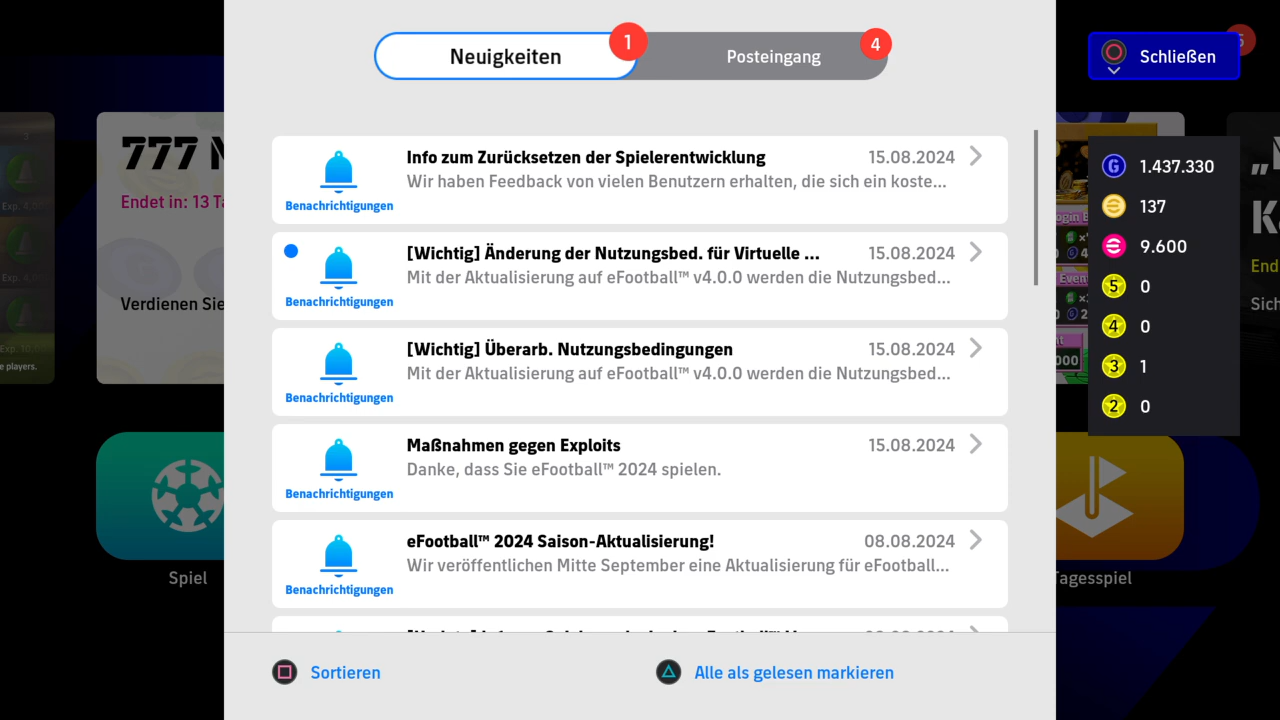 Neuigkeiten
1
Posteingang
4
Schließen
777
Endet in: 13
Verdienen Sie
Info zum Zurücksetzen der Spielerentwicklung
15.08.2024
Wir haben Feedback von vielen Benutzern erhalten, die sich ein koste...
Benachrichtigungen
[Wichtig] Änderung der Nutzungsbed. für Virtuelle ...
15.08.2024
Mit der Aktualisierung auf eFootball™ v4.0.0 werden die Nutzungsbed...
Benachrichtigungen
[Wichtig] Überarb. Nutzungsbedingungen
15.08.2024
Mit der Aktualisierung auf eFootball™ v4.0.0 werden die Nutzungsbed...
Benachrichtigungen
Maßnahmen gegen Exploits
15.08.2024
Danke, dass Sie eFootball™ 2024 spielen.
Benachrichtigungen
eFootball™ 2024 Saison-Aktualisierung!
08.08.2024
Wir veröffentlichen Mitte September eine Aktualisierung für eFootball...
Benachrichtigungen
G 1.437.330
137
9.600
5 0
4 0
3 1
2 0
e players.
Spiel
Tagesspiel
Sortieren
Alle als gelesen markieren